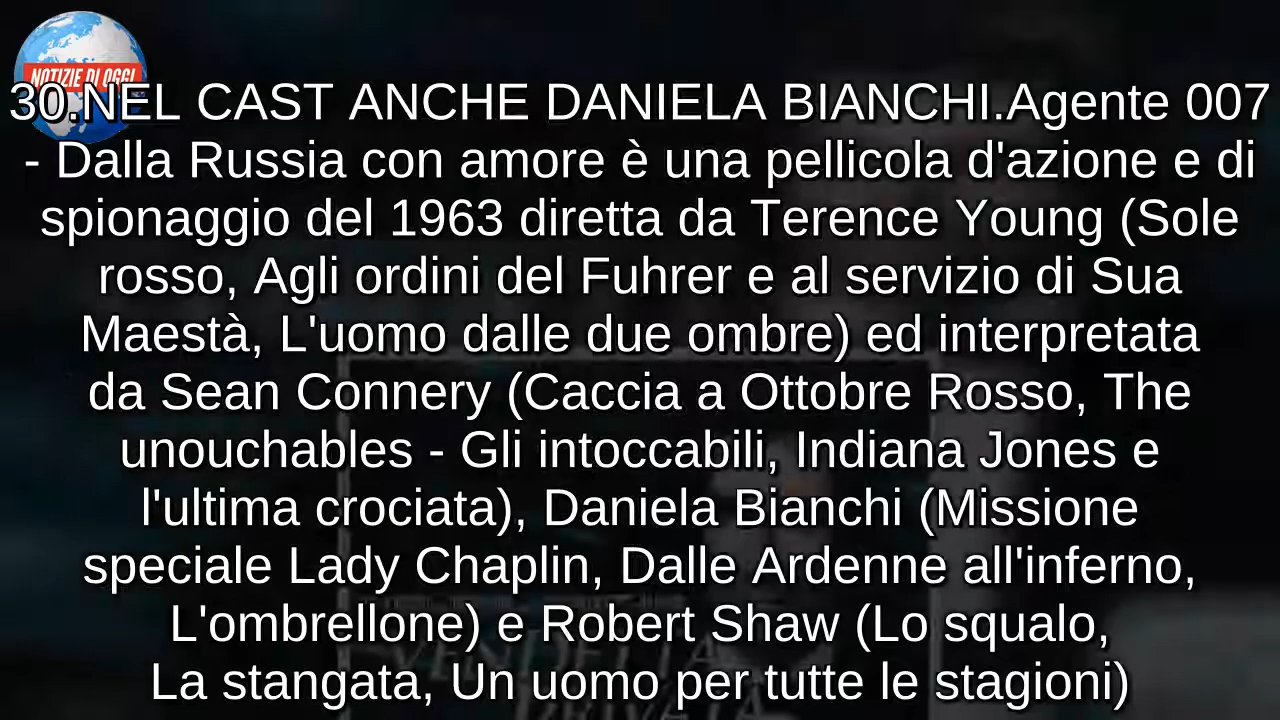 NOTIZIE DI OGGI
30.NEL CAST ANCHE DANIELA BIANCHI.Agente 007
- Dalla Russia con amore è una pellicola d'azione e di
spionaggio del 1963 diretta da Terence Young (Sole
rosso, Agli ordini del Fuhrer e al servizio di Sua
Maestà, L'uomo dalle due ombre) ed interpretata
da Sean Connery (Caccia a Ottobre Rosso, The
unouchables - Gli intoccabili, Indiana Jones e
l'ultima crociata), Daniela Bianchi (Missione
speciale Lady Chaplin, Dalle Ardenne all'inferno,
L'ombrellone) e Robert Shaw (Lo squalo,
VENDETTA
La stangata, Un uomo per tutte le stagioni)
PRIVATA